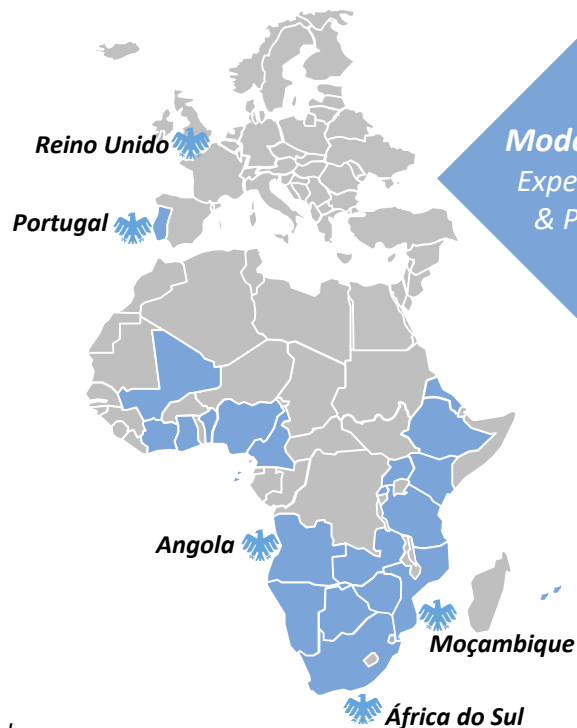 Reino Unido
Portugal
& P
Angola
Moçambique
África do Sul